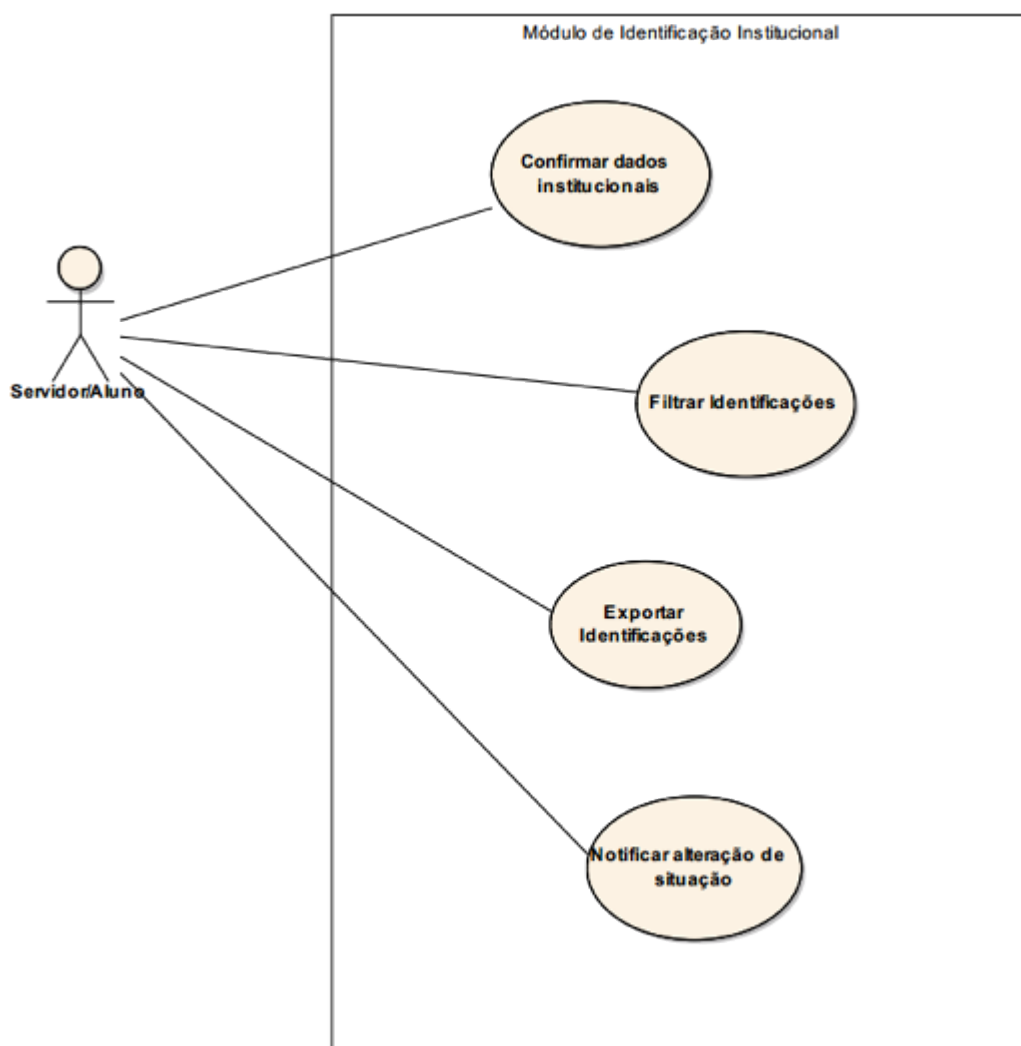 Módulo de Identificação Institucional
Confirmar dados
institucionais
Servidor/Aluno
Filtrar Identificações
Exportar
Identificações
Notificar alteração de
situação